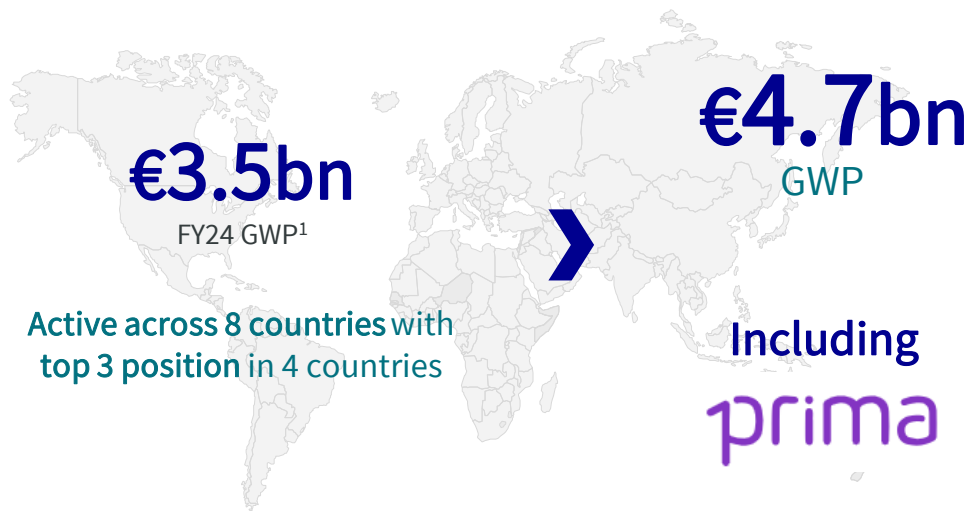 €3.5bn
FY24 GWP¹
Active across 8 countries with
top 3 position in 4 countries
€4.7bn
GWP
Including
prima